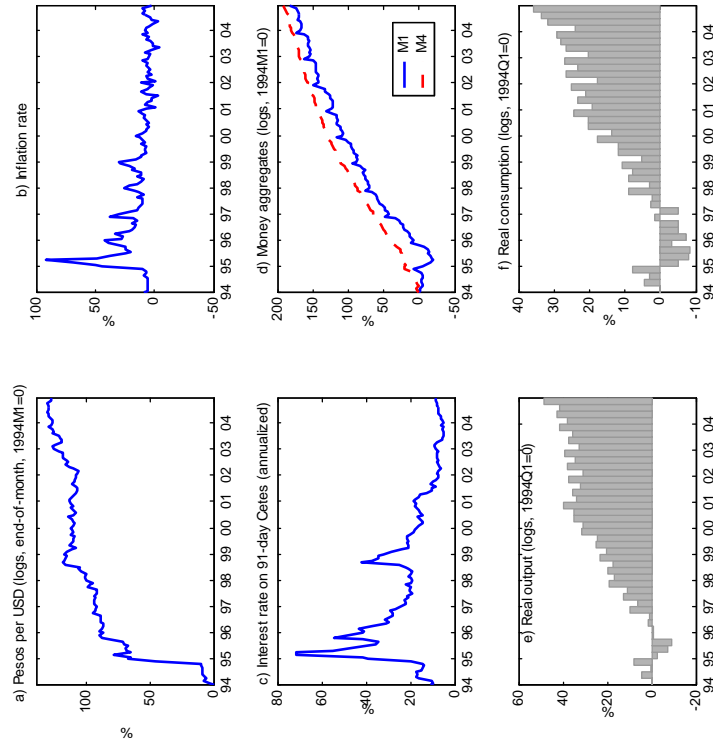 a) Pesos per USD (logs, end-of-month, 1994M1=0)
%
100
50
0
94 95 96 97 98 99 00 01 02 03 04
b) Inflation rate
%
100
50
0
-50
94 95 96 97 98 99 00 01 02 03 04
c) Interest rate on 91-day Cetes (annualized)
%
80
60
40
20
0
94 95 96 97 98 99 00 01 02 03 04
d) Money aggregates (logs, 1994M1=0)
%
200
150
100
50
0
-50
94 95 96 97 98 99 00 01 02 03 04
M1
M4
e) Real output (logs, 1994Q1=0)
%
60
40
20
0
-20
94 95 96 97 98 99 00 01 02 03 04
f) Real consumption (logs, 1994Q1=0)
%
40
30
20
10
0
-10
94 95 96 97 98 99 00 01 02 03 04